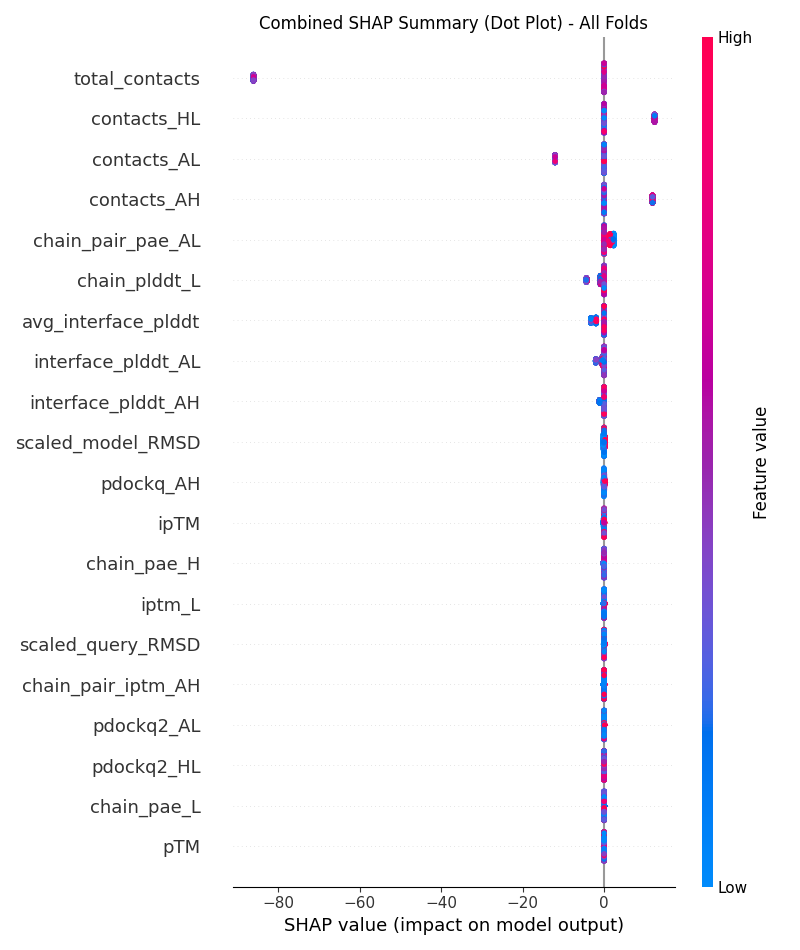 Combined SHAP Summary (Dot Plot) - All Folds
High
total_contacts
contacts_HL
contacts_AL
contacts_AH
chain_pair_pae_AL
chain_plddt_L
avg_interface_plddt
interface_plddt_AL
interface_plddt_AH
scaled_model_RMSD
pdockq_AH
ipTM
chain_pae_H
iptm_L
scaled_query_RMSD
chain_pair_iptm_AH
pdockq2_AL
pdockq2_HL
chain_pae_L
pTM
Feature value
Low
−80 −60 −40 −20 0
SHAP value (impact on model output)